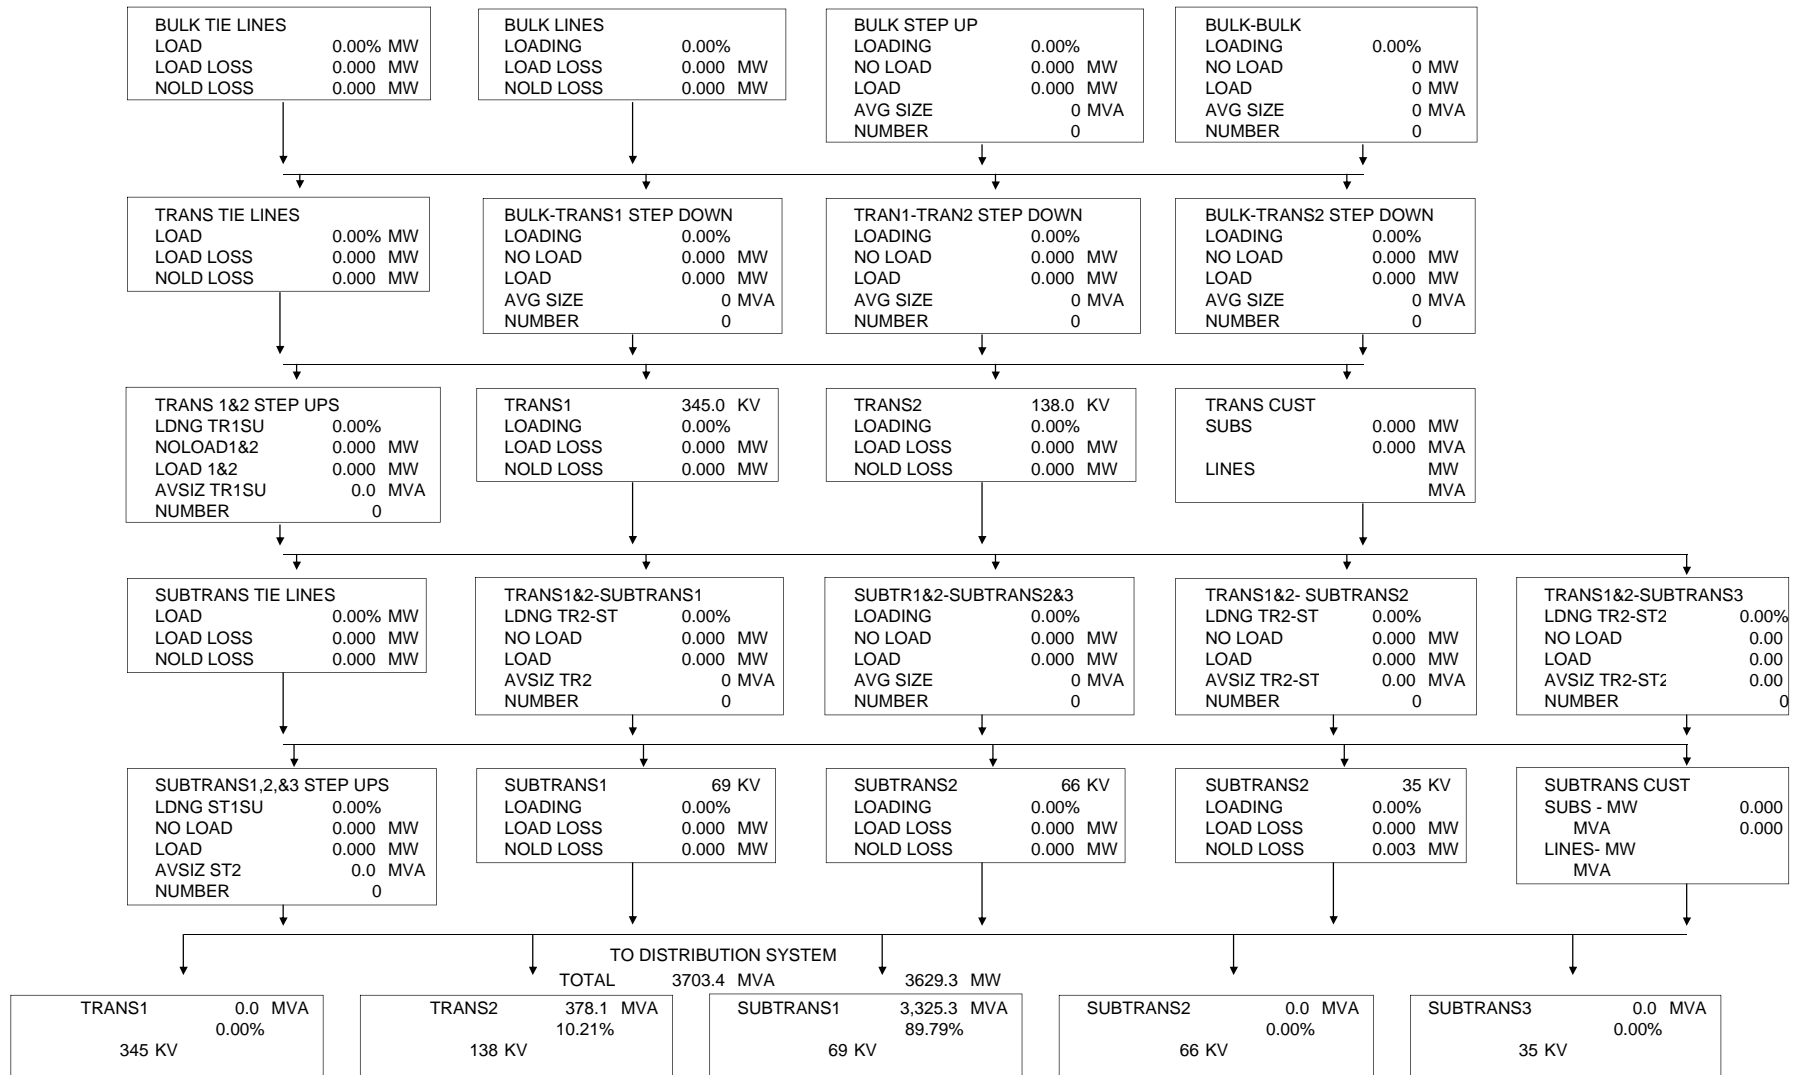 BULK TIE LINES
LOAD 0.00% MW
LOAD LOSS 0.000 MW
NOLD LOSS 0.000 MW
BULK LINES
LOADING 0.00%
LOAD LOSS 0.000 MW
NOLD LOSS 0.000 MW
BULK STEP UP
LOADING 0.00%
NO LOAD 0.000 MW
LOAD 0.000 MW
AVG SIZE 0 MVA
NUMBER 0
BULK-BULK
LOADING 0.00%
NO LOAD 0 MW
LOAD 0 MW
AVG SIZE 0 MVA
NUMBER 0
TRANS TIE LINES
LOAD 0.00% MW
LOAD LOSS 0.000 MW
NOLD LOSS 0.000 MW
BULK-TRANS1 STEP DOWN
LOADING 0.00%
NO LOAD 0.000 MW
LOAD 0.000 MW
AVG SIZE 0 MVA
NUMBER 0
TRAN1-TRAN2 STEP DOWN
LOADING 0.00%
NO LOAD 0.000 MW
LOAD 0.000 MW
AVG SIZE 0 MVA
NUMBER 0
BULK-TRANS2 STEP DOWN
LOADING 0.00%
NO LOAD 0.000 MW
LOAD 0.000 MW
AVG SIZE 0 MVA
NUMBER 0
TRANS 1&2 STEP UPS
LDNG TR1SU 0.00%
NOLOAD1&2 0.000 MW
LOAD 1&2 0.000 MW
AVSIZ TR1SU 0.0 MVA
NUMBER 0
TRANS1 345.0 KV
LOADING 0.00%
LOAD LOSS 0.000 MW
NOLD LOSS 0.000 MW
TRANS2 138.0 KV
LOADING 0.00%
LOAD LOSS 0.000 MW
NOLD LOSS 0.000 MW
TRANS CUST
SUBS 0.000 MW
0.000 MVA
LINES MW
MVA
SUBTRANS TIE LINES
LOAD 0.00% MW
LOAD LOSS 0.000 MW
NOLD LOSS 0.000 MW
TRANS1&2-SUBTRANS1
LDNG TR2-ST 0.00%
NO LOAD 0.000 MW
LOAD 0.000 MW
AVSIZ TR2 0 MVA
NUMBER 0
SUBTR1&2-SUBTRANS2&3
LOADING 0.00%
NO LOAD 0.000 MW
LOAD 0.000 MW
AVG SIZE 0 MVA
NUMBER 0
TRANS1&2- SUBTRANS2
LDNG TR2-ST 0.00%
NO LOAD 0.000 MW
LOAD 0.000 MW
AVSIZ TR2-ST 0.00 MVA
NUMBER 0
TRANS1&2-SUBTRANS3
LDNG TR2-ST2 0.00%
NO LOAD 0.00
LOAD 0.00
AVSIZ TR2-ST2 0.00
NUMBER 0
SUBTRANS1,2,&3 STEP UPS
LDNG ST1SU 0.00%
NO LOAD 0.000 MW
LOAD 0.000 MW
AVSIZ ST2 0.0 MVA
NUMBER 0
SUBTRANS1 69 KV
LOADING 0.00%
LOAD LOSS 0.000 MW
NOLD LOSS 0.000 MW
SUBTRANS2 66 KV
LOADING 0.00%
LOAD LOSS 0.000 MW
NOLD LOSS 0.000 MW
SUBTRANS2 35 KV
LOADING 0.00%
LOAD LOSS 0.000 MW
NOLD LOSS 0.003 MW
SUBTRANS CUST
SUBS - MW 0.000
MVA 0.000
LINES- MW
MVA
TO DISTRIBUTION SYSTEM
TOTAL 3703.4 MVA 3629.3 MW
TRANS1 0.0 MVA
0.00%
345 KV
TRANS2 378.1 MVA
10.21%
138 KV
SUBTRANS1 3,325.3 MVA
89.79%
69 KV
SUBTRANS2 0.0 MVA
0.00%
66 KV
SUBTRANS3 0.0 MVA
0.00%
35 KV